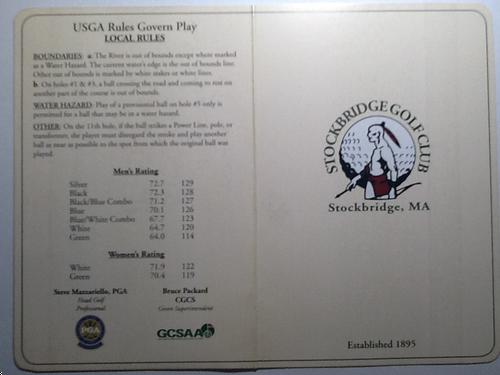 USGA Rules Govern Play
LOCAL RULES
BOUNDARIES: a. The River is out of bounds except where marked
as a Water Hazard. The current water's edge is the out of bounds line.
Other out of bounds is marked by white stakes or white lines.
b. On holes #1 & #3, a ball crossing the road and coming to rest on
another part of the course is out of bounds.
WATER HAZARD: Play of a provisional ball on hole #5 only is
permitted for a ball that may be in a water hazard.
OTHER: On the 11th hole, if the ball strikes a Power Line, pole, or
transformer, the player must disregard the stroke and play another
ball as near as possible to the spot from which the original ball was
played.
Men's Rating
Silver 72.7 129
Black 72.3 128
Black/Blue Combo 71.2 127
Blue 70.1 126
Blue/White Combo 67.7 123
White 64.7 120
Green 64.0 114
Women's Rating
White 71.9 122
Green 70.4 119
Steve Mazzariello, PGA
Head Golf
Professional
Bruce Packard
CGCS
Green Superintendent
PGA
GCSAA
STOCKBRIDGE GOLF CLUB
Stockbridge, MA
Established 1895